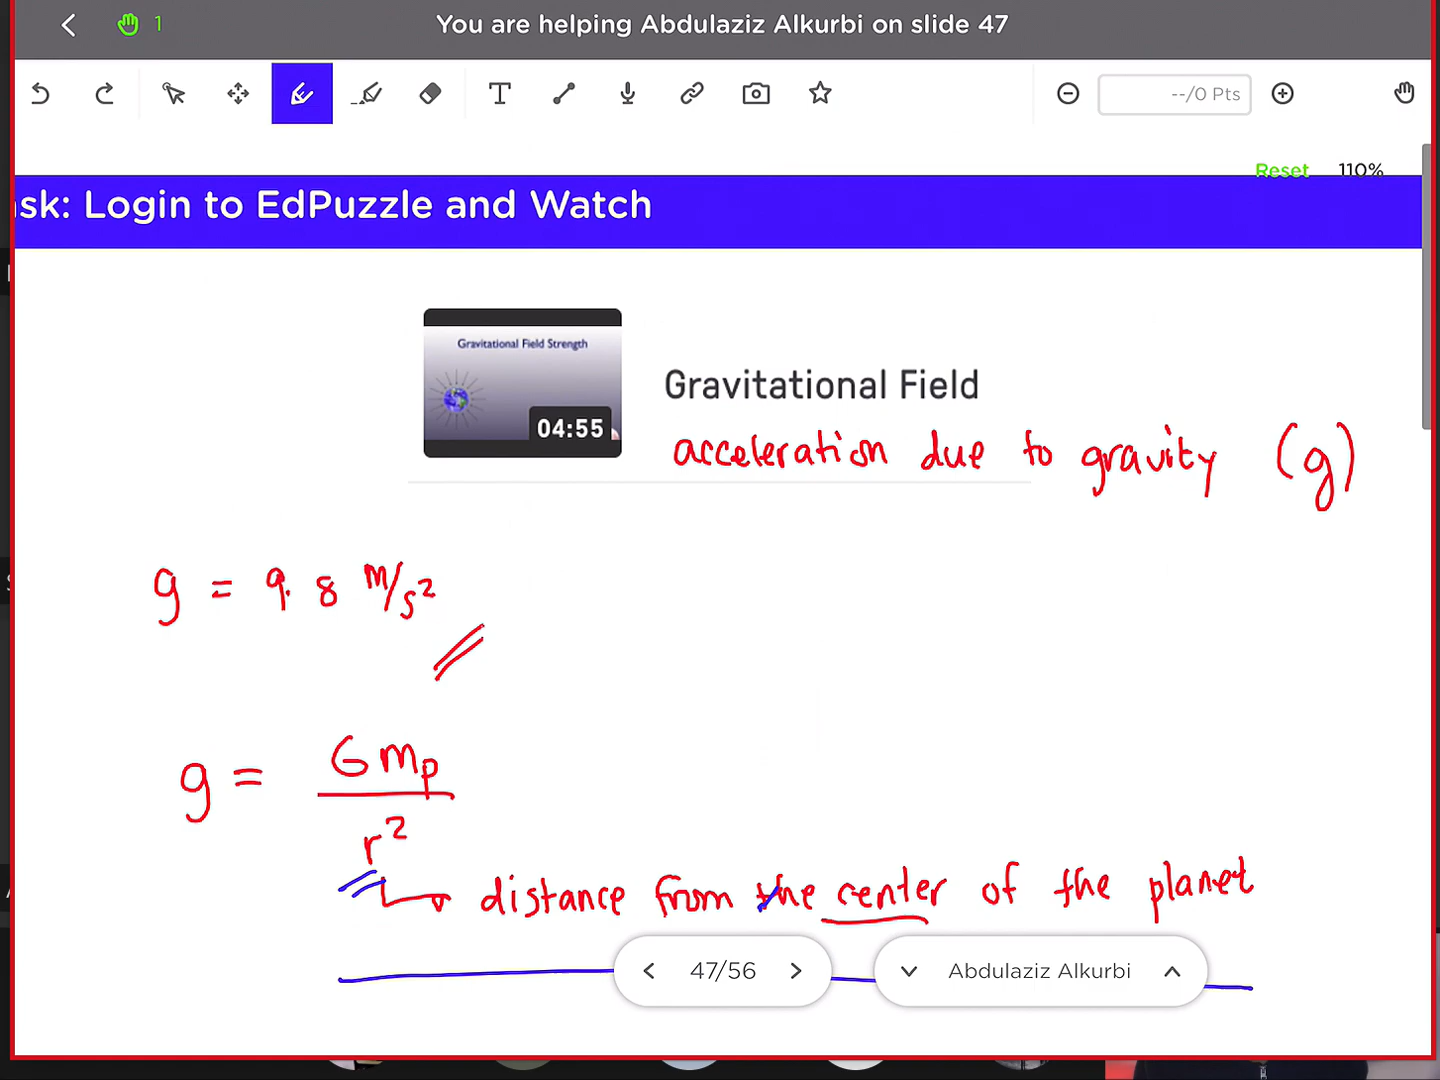 1
You are helping Abdulaziz Alkurbi on slide 47
T
--/0 Pts
Reset 110%
sk: Login to EdPuzzle and Watch
Gravitational Field Strength
04:55
Gravitational Field
acceleration due to gravity (g)
g = 9.8 m/s²
g = G mp / r²
distance from the center of the planet
47/56
Abdulaziz Alkurbi